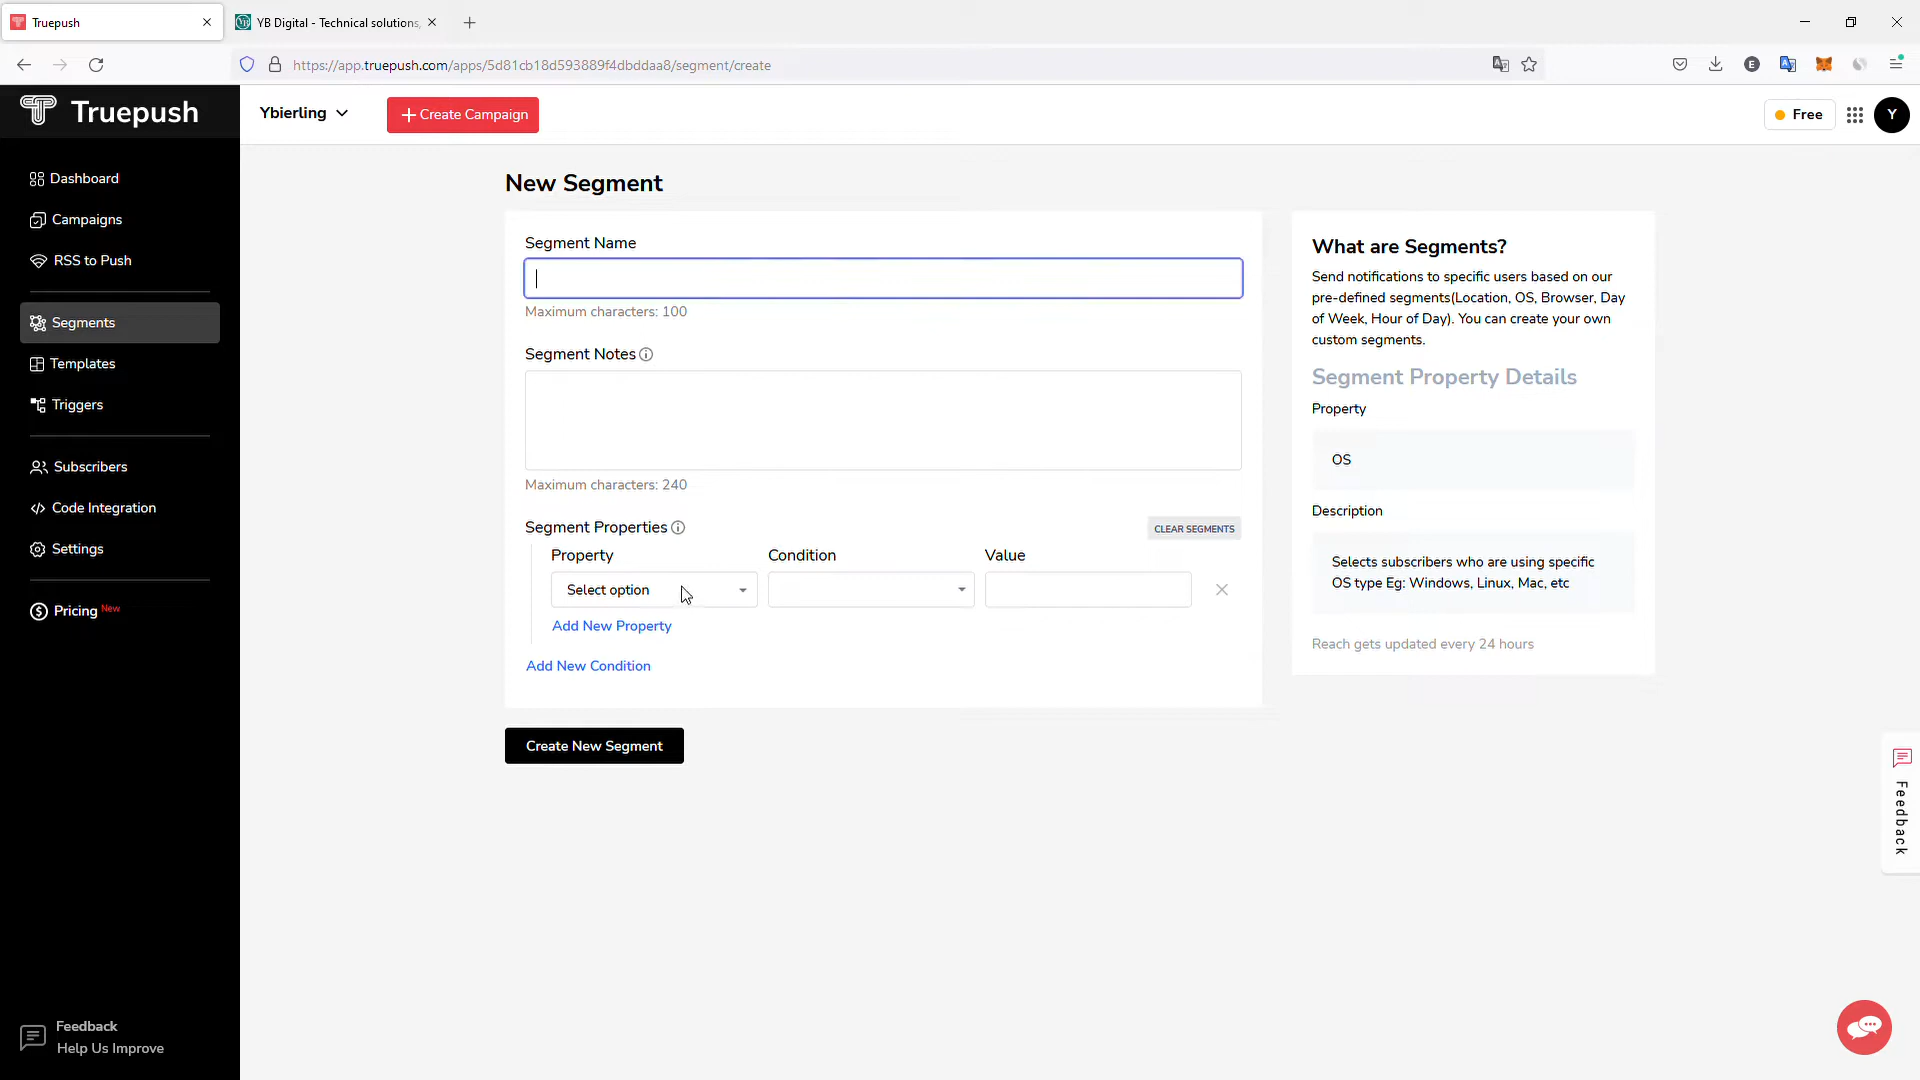 Truepush
YB Digital - Technical solutions,
https://app.truepush.com/apps/5d81cb18d593889f4dbddaa8/segment/create
E
Truepush
Ybierling
Create Campaign
Free
Y
Dashboard
Campaigns
RSS to Push
Segments
Templates
Triggers
Subscribers
Code Integration
Settings
Pricing New
Feedback
Help Us Improve
New Segment
Segment Name
Maximum characters: 100
Segment Notes
Maximum characters: 240
Segment Properties
CLEAR SEGMENTS
Property Condition Value
Select option
Add New Property
Add New Condition
Create New Segment
What are Segments?
Send notifications to specific users based on our
pre-defined segments(Location, OS, Browser, Day
of Week, Hour of Day). You can create your own
custom segments.
Segment Property Details
Property
OS
Description
Selects subscribers who are using specific
OS type Eg: Windows, Linux, Mac, etc
Reach gets updated every 24 hours
Feedback